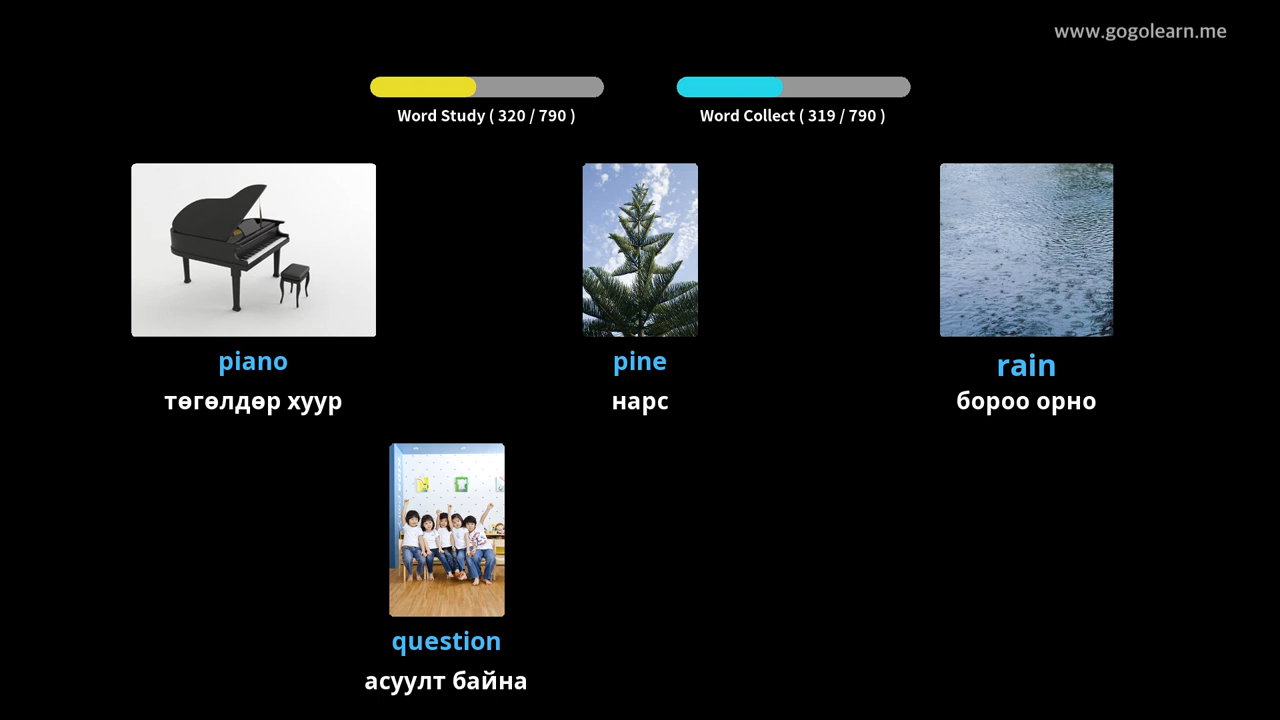 www.gogolearn.me
Word Study ( 320 / 790 )
Word Collect ( 319 / 790 )
piano
төгөлдөр хуур
pine
нарс
rain
бороо орно
question
асуулт байна